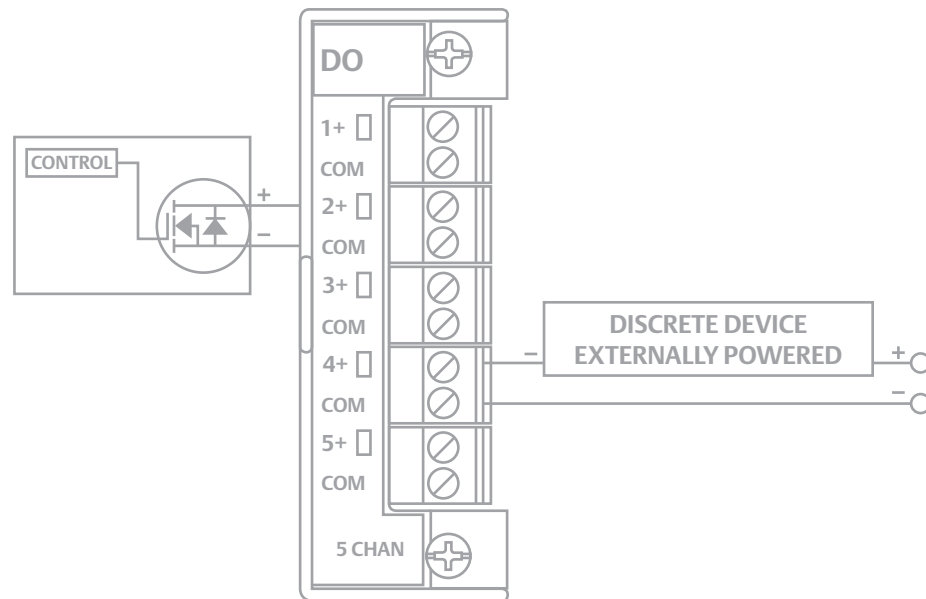 DO
1+
COM
CONTROL
+
2+
−
COM
3+
COM
DISCRETE DEVICE
EXTERNALLY POWERED
−
+
4+
−
COM
5+
COM
5 CHAN